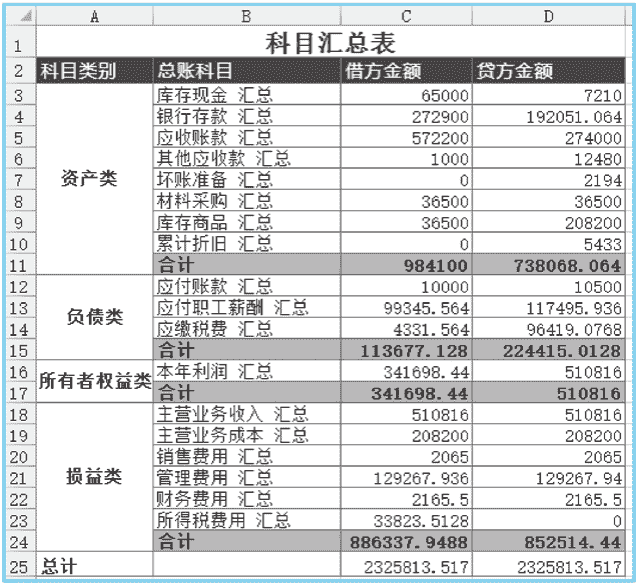 A B C D
1 科目汇总表
2 科目类别 总账科目 借方金额 贷方金额
3 库存现金 汇总 65000 7210
4 银行存款 汇总 272900 192051.064
5 应收账款 汇总 572200 274000
6 其他应收款 汇总 1000 12480
7 资产类 坏账准备 汇总 0 2194
8 材料采购 汇总 36500 36500
9 库存商品 汇总 36500 208200
10 累计折旧 汇总 0 5433
11 合计 984100 738068.064
12 应付账款 汇总 10000 10500
13 负债类 应付职工薪酬 汇总 99345.564 117495.936
14 应缴税费 汇总 4331.564 96419.0768
15 合计 113677.128 224415.0128
16 所有者权益类 本年利润 汇总 341698.44 510816
17 合计 341698.44 510816
18 主营业务收入 汇总 510816 510816
19 主营业务成本 汇总 208200 208200
20 销售费用 汇总 2065 2065
21 损益类 管理费用 汇总 129267.936 129267.94
22 财务费用 汇总 2165.5 2165.5
23 所得税费用 汇总 33823.5128 0
24 合计 886337.9488 852514.44
25 总计 2325813.517 2325813.517